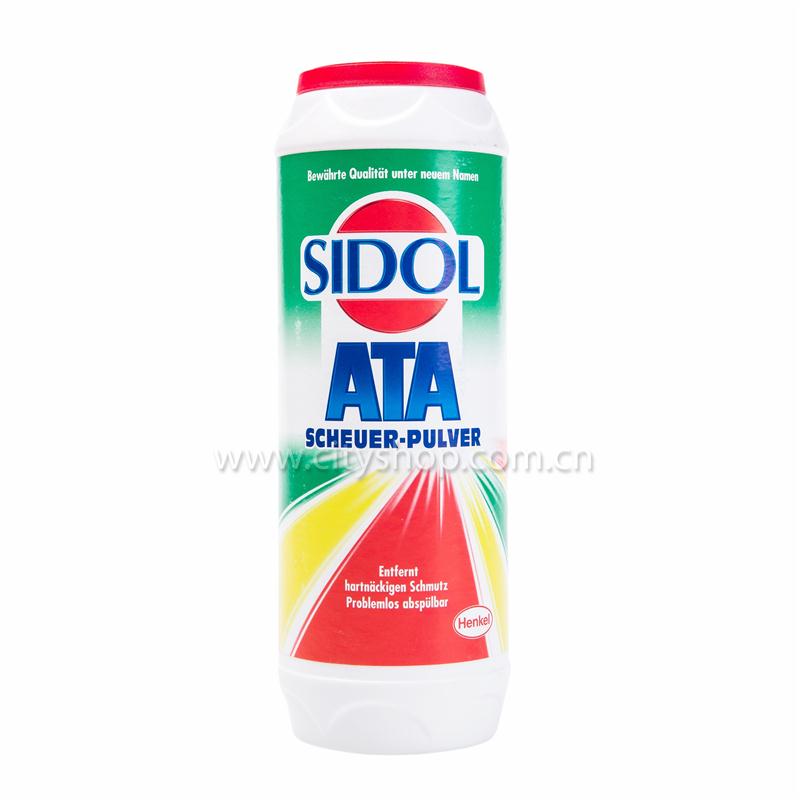 Bewährte Qualität unter neuem Namen
SIDOL
ATA
SCHEUER-PULVER
www.cityshop.com.cn
Entfernt
hartnäckigen Schmutz
Problemlos abspülbar
Henkel